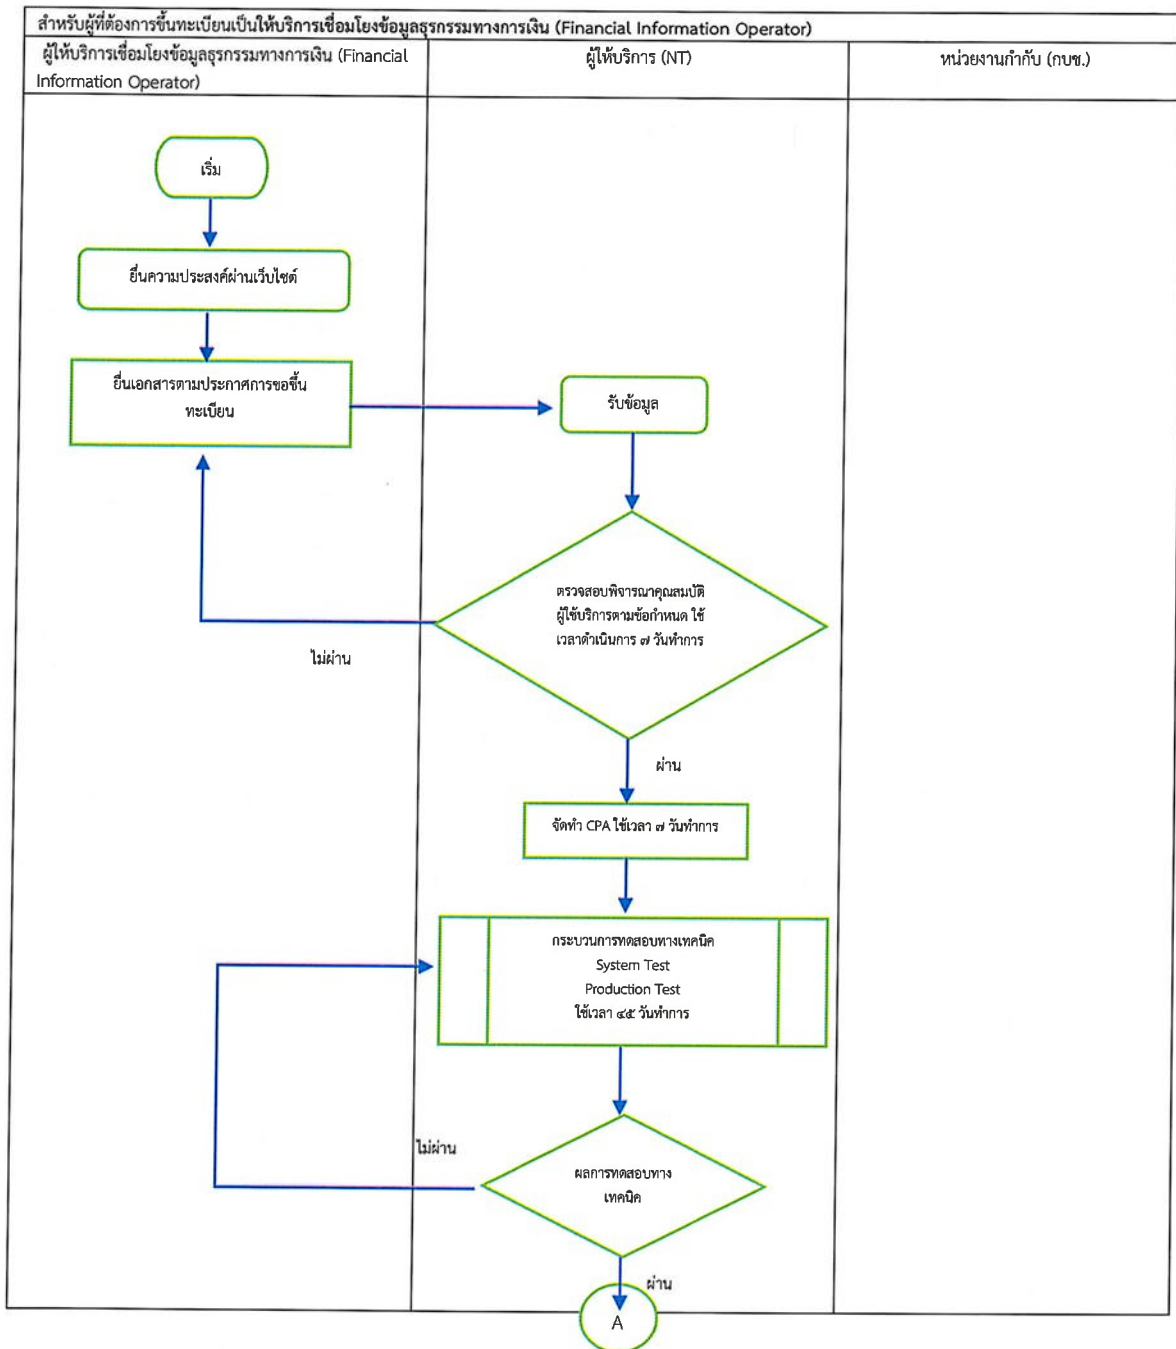 สำหรับผู้ที่ต้องการขึ้นทะเบียนเป็นให้บริการเชื่อมโยงข้อมูลธุรกรรมทางการเงิน (Financial Information Operator)
ผู้ให้บริการเชื่อมโยงข้อมูลธุรกรรมทางการเงิน (Financial
Information Operator)
ผู้ให้บริการ (NT)
หน่วยงานกำกับ (กบช.)
เริ่ม
ยื่นความประสงค์ผ่านเว็บไซต์
ยื่นเอกสารตามประกาศการขอขึ้น
ทะเบียน
รับข้อมูล
ตรวจสอบพิจารณาคุณสมบัติ
ผู้ใช้บริการตามข้อกำหนด ใช้
เวลาดำเนินการ ๗ วันทำการ
ไม่ผ่าน
ผ่าน
จัดทำ CPA ใช้เวลา ๗ วันทำการ
กระบวนการทดสอบทางเทคนิค
System Test
Production Test
ใช้เวลา ๔๕ วันทำการ
ไม่ผ่าน
ผลการทดสอบทาง
เทคนิค
ผ่าน
A